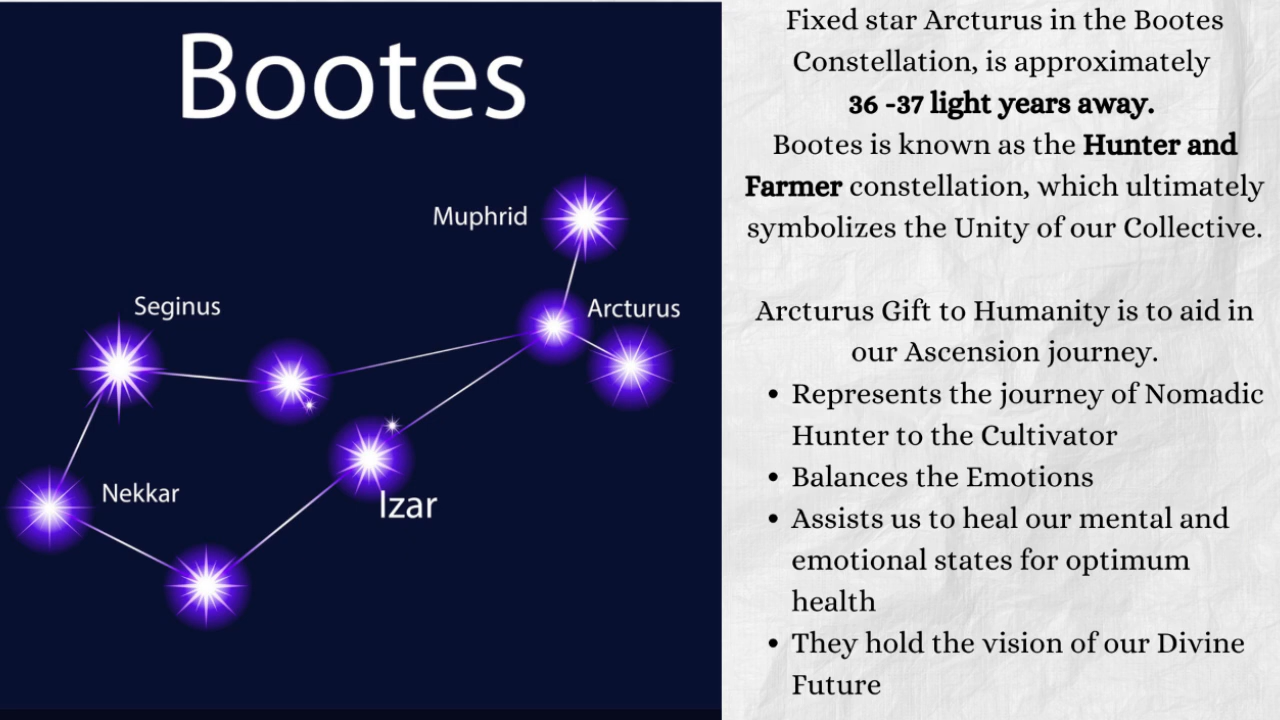 Bootes
Muphrid
Seginus
Arcturus
Nekkar
Izar
Fixed star Arcturus in the Bootes
Constellation, is approximately
36 -37 light years away.
Bootes is known as the Hunter and
Farmer constellation, which ultimately
symbolizes the Unity of our Collective.
Arcturus Gift to Humanity is to aid in
our Ascension journey.
• Represents the journey of Nomadic
Hunter to the Cultivator
• Balances the Emotions
• Assists us to heal our mental and
emotional states for optimum
health
• They hold the vision of our Divine
Future